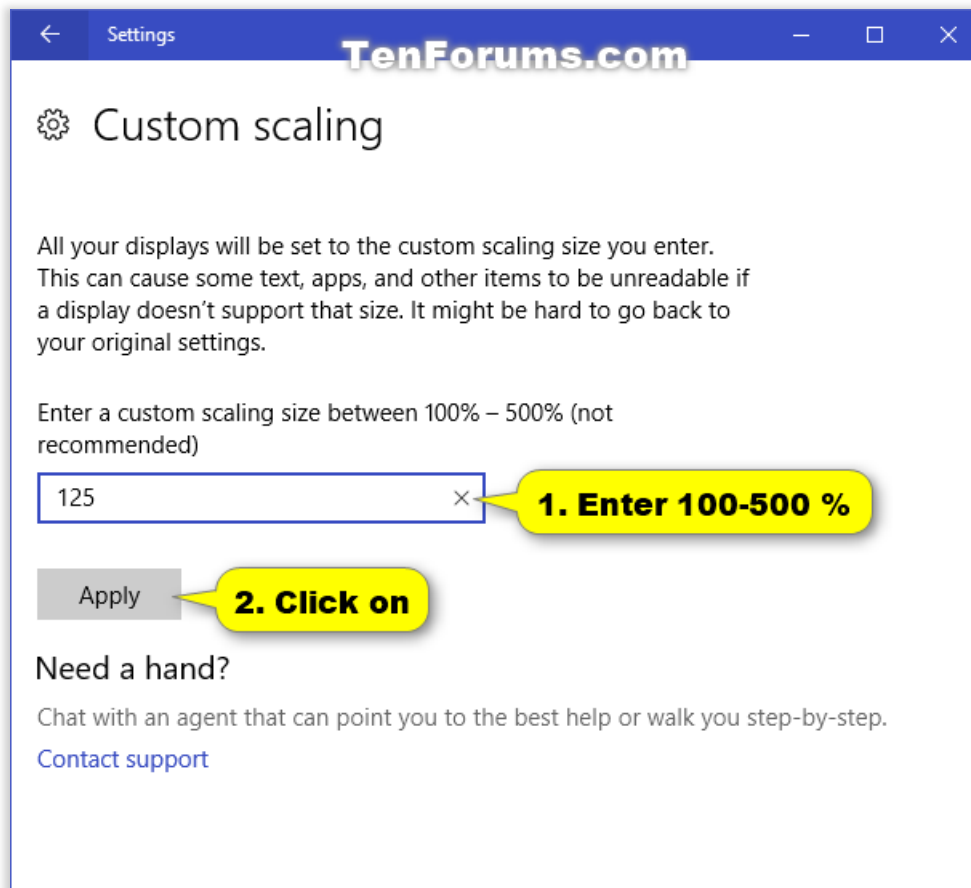 Settings
TenForums.com
Custom scaling
All your displays will be set to the custom scaling size you enter.
This can cause some text, apps, and other items to be unreadable if
a display doesn’t support that size. It might be hard to go back to
your original settings.
Enter a custom scaling size between 100% – 500% (not
recommended)
125
1. Enter 100-500 %
Apply
2. Click on
Need a hand?
Chat with an agent that can point you to the best help or walk you step-by-step.
Contact support